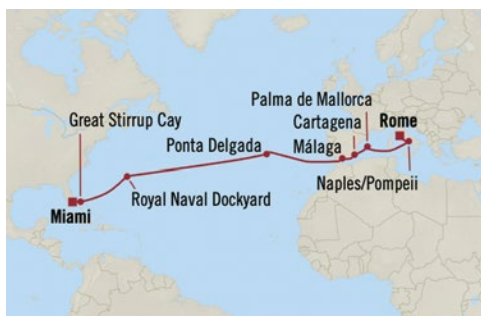 Palma de Mallorca
Great Stirrup Cay
Cartagena
Rome
Ponta Delgada
Málaga
Naples/Pompeii
Royal Naval Dockyard
Miami